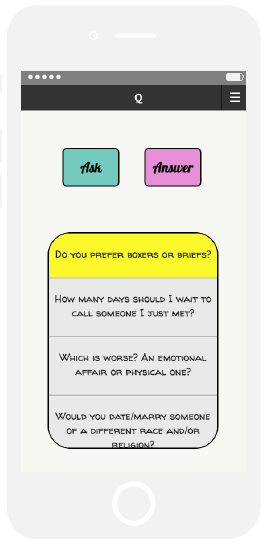 Q
Ask
Answer
Do you prefer boxers or briefs?
How many days should I wait to
call someone I just met?
Which is worse? An emotional
affair or physical one?
Would you date/marry someone
of a different race and/or
religion?